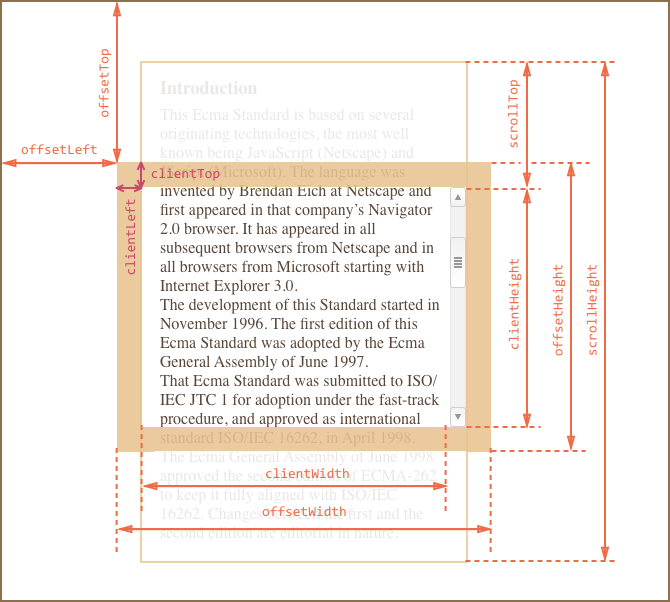 offsetTop
offsetLeft
clientTop
clientLeft
scrollTop
clientHeight
offsetHeight
scrollHeight
Introduction
This Ecma Standard is based on several
originating technologies, the most well
known being JavaScript (Netscape) and
(Microsoft). The language was
invented by Brendan Eich at Netscape and
first appeared in that company's Navigator
2.0 browser. It has appeared in all
subsequent browsers from Netscape and in
all browsers from Microsoft starting with
Internet Explorer 3.0.
The development of this Standard started in
November 1996. The first edition of this
Ecma Standard was adopted by the Ecma
General Assembly of June 1997.
That Ecma Standard was submitted to ISO/
IEC JTC 1 for adoption under the fast-track
procedure, and approved as international
standard ISO/IEC 16262, in April 1998.
The Ecma General Assembly of June 1998
approved the of ECMA-262
clientWidth
to keep it fully aligned with ISO/IEC
16262. Changes first and the
offsetWidth
second edition are editorial in nature.